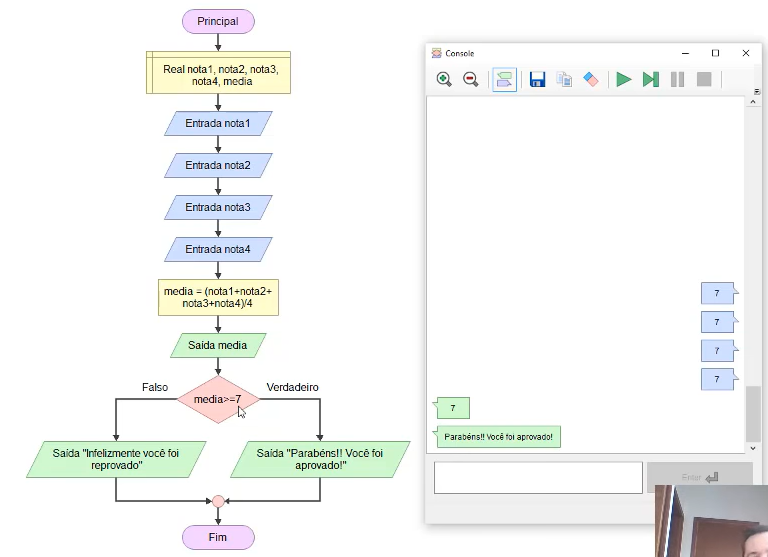 Principal
Real nota1, nota2, nota3,
nota4, media
Entrada nota1
Entrada nota2
Entrada nota3
Entrada nota4
media = (nota1+nota2+
nota3+nota4)/4
Saída media
Falso
Verdadeiro
media>=7
Saída "Infelizmente você foi
reprovado"
Saída "Parabéns!! Você foi
aprovado!"
Fim
Console
7
7
7
7
7
Parabéns!! Você foi aprovado!
Enter